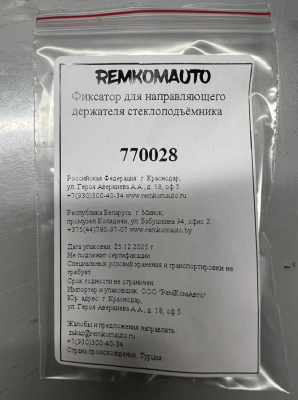 REMKOMAUTO
Фиксатор для направляющего
держателя стеклоподъёмника
770028
Российская Федерация г. Краснодар,
ул. Героя Аверкиева А.А., д. 18, оф.5.
+7(930)300-40-34 www.remkomauto.ru
Республика Беларусь г. Минск,
промузел Колядичи, ул. Бабушкина 94, офис 2.
+375(44)780-97-07 www.remkomauto.by
Дата упаковки: 25.12.2025 г.
Не подлежит сертификации.
Специальных условий хранения и транспортировки не
требует.
Срок годности не ограничен.
Импортер и упаковщик: ООО "РемКомАвто"
Юр. адрес: г. Краснодар,
ул. Героя Аверкиева А.А., д. 18, оф.5.
Жалобы и предложения направлять:
zakaz@remkomauto.ru
+7(930)300-40-34
Страна происхождения: Турция